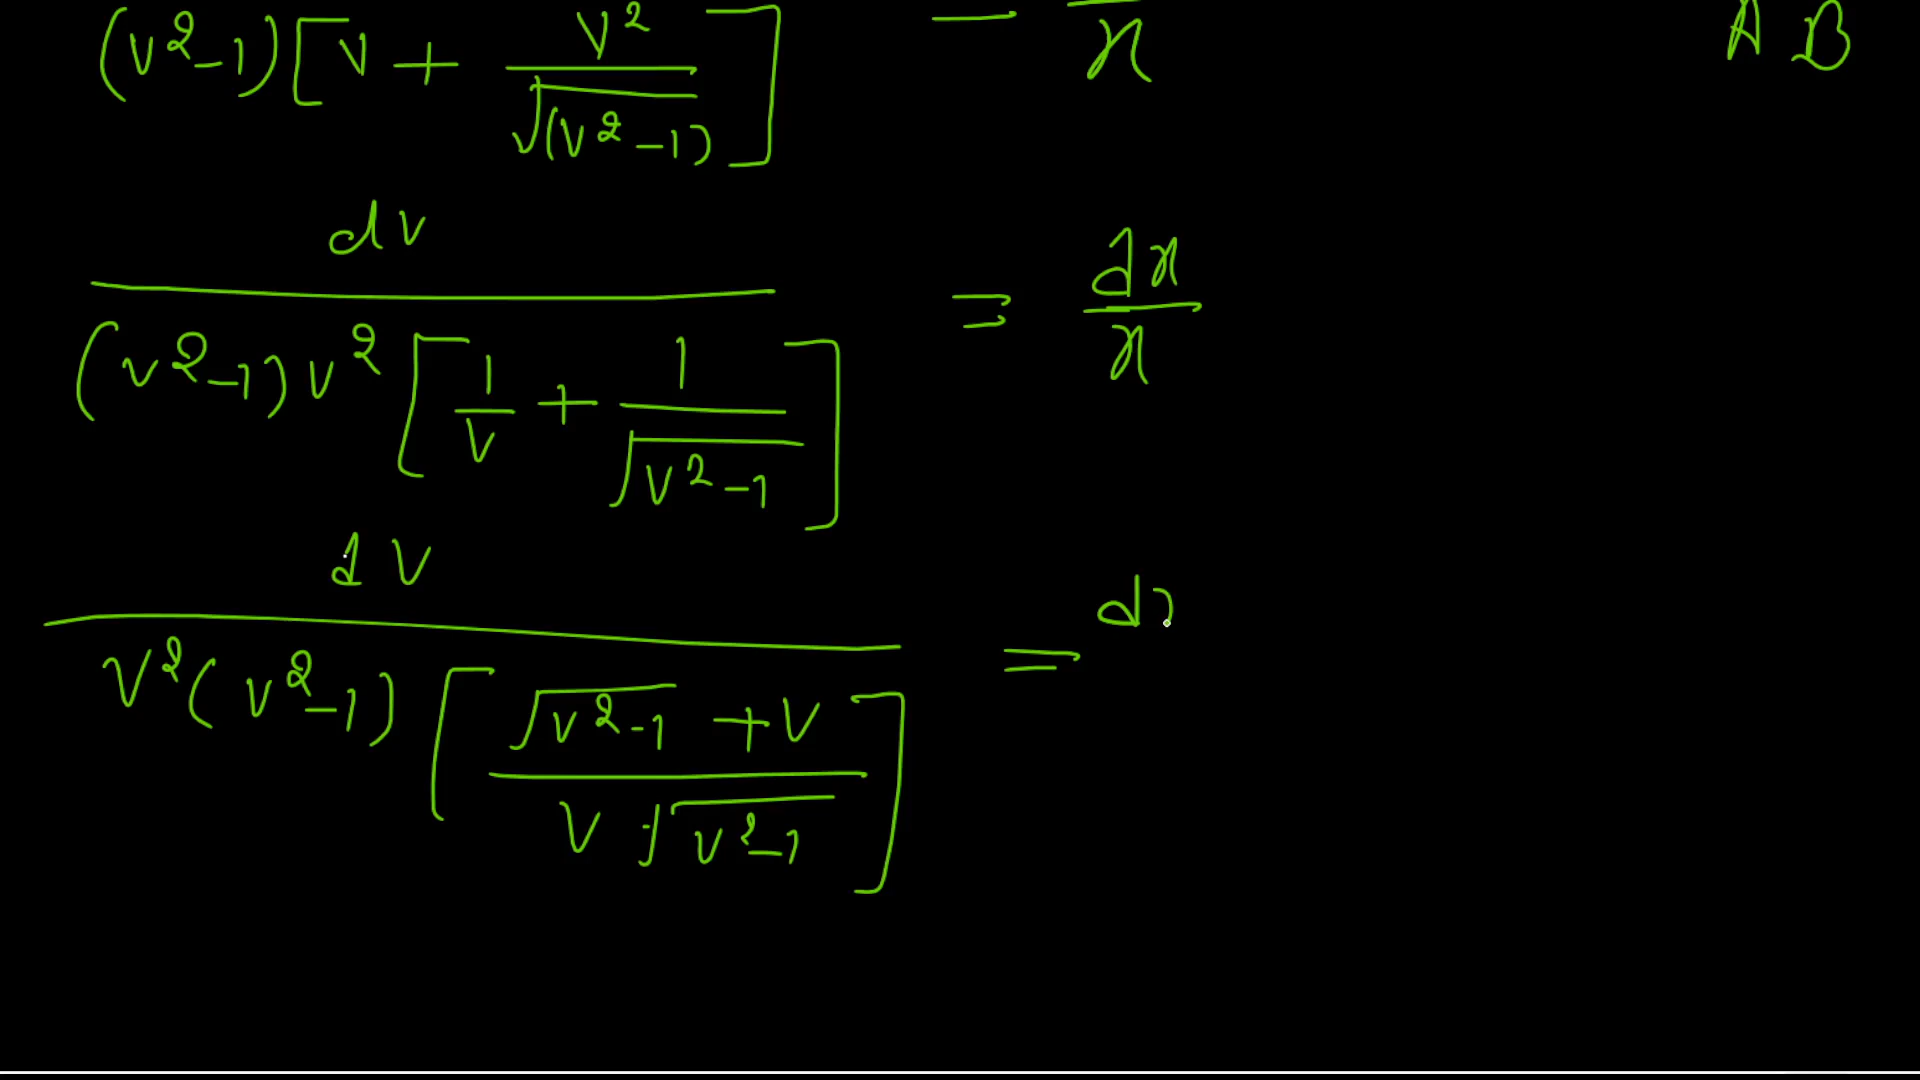 (v²-1)[v + v²/√(v²-1)] = /x A B
dv/((v²-1)v²[1/v + 1/√(v²-1)]) = dx/x
dv/(v²(v²-1)[(√(v²-1) + v)/(v·√(v²-1))]) = d